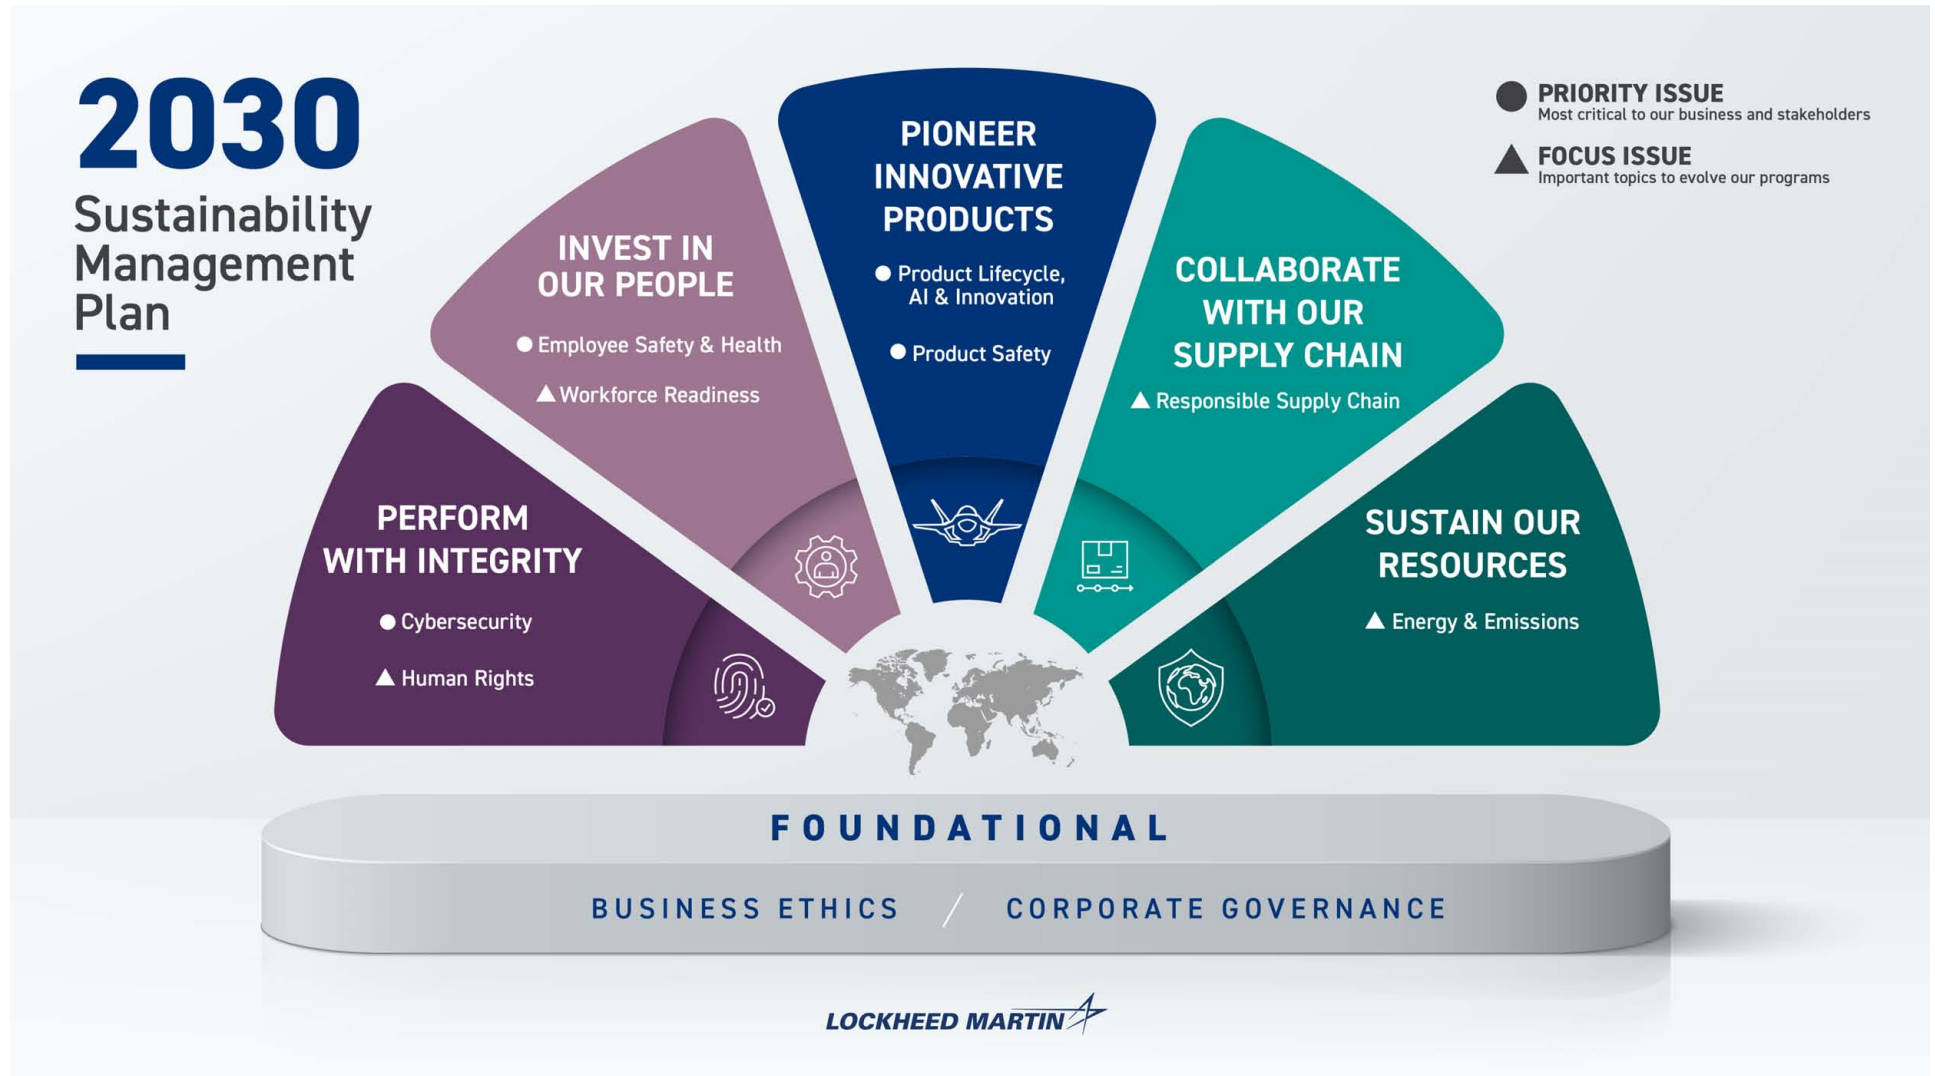 2030
Sustainability
Management
Plan
PRIORITY ISSUE
Most critical to our business and stakeholders
FOCUS ISSUE
Important topics to evolve our programs
PERFORM
WITH INTEGRITY
Cybersecurity
Human Rights
INVEST IN
OUR PEOPLE
Employee Safety & Health
Workforce Readiness
PIONEER
INNOVATIVE
PRODUCTS
Product Lifecycle,
AI & Innovation
Product Safety
COLLABORATE
WITH OUR
SUPPLY CHAIN
Responsible Supply Chain
SUSTAIN OUR
RESOURCES
Energy & Emissions
FOUNDATIONAL
BUSINESS ETHICS / CORPORATE GOVERNANCE
LOCKHEED MARTIN